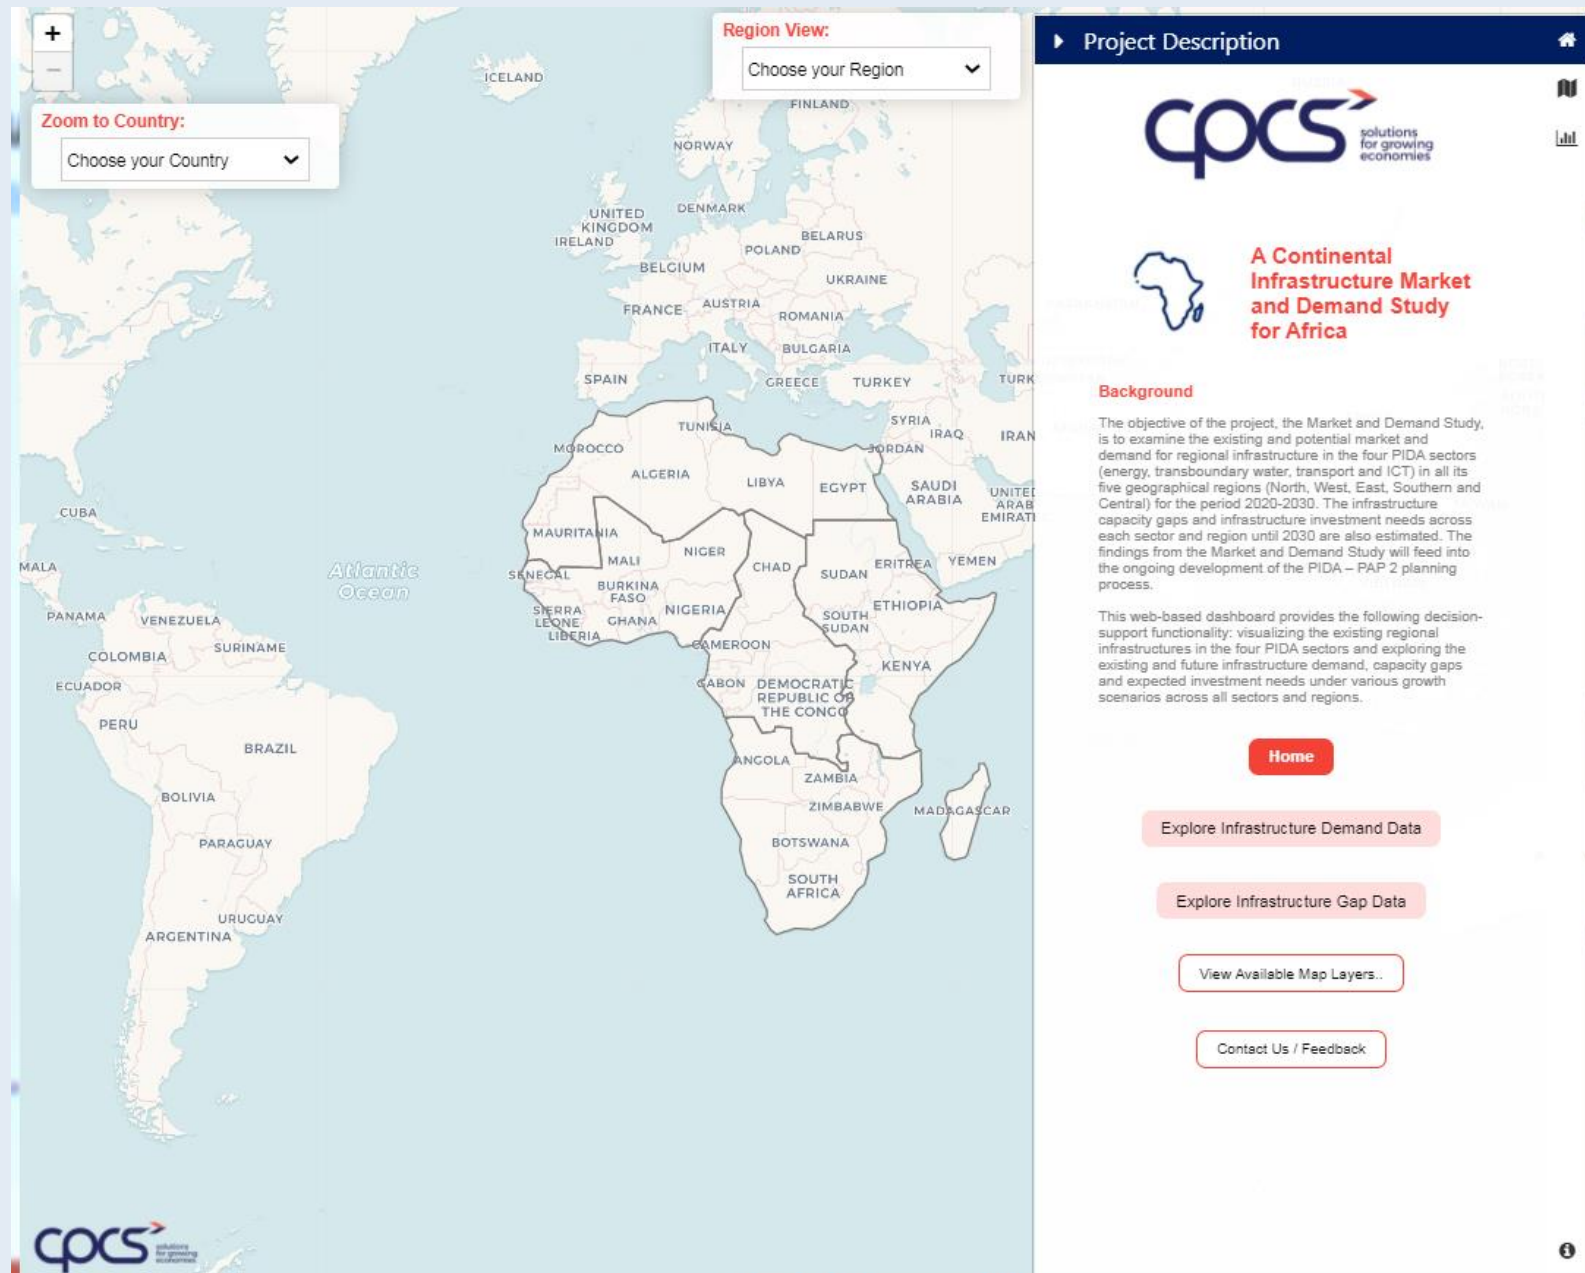 +
−
Zoom to Country:
Choose your Country
Region View:
Choose your Region
ICELAND
FINLAND
NORWAY
UNITED
KINGDOM
IRELAND
DENMARK
BELARUS
POLAND
BELGIUM
UKRAINE
FRANCE
AUSTRIA
ROMANIA
ITALY
BULGARIA
SPAIN
GREECE
TURKEY
TURK
SYRIA
IRAQ
IRAN
JORDAN
TUNISIA
MOROCCO
ALGERIA
LIBYA
EGYPT
SAUDI
ARABIA
UNITED
ARAB
EMIRATI
CUBA
MAURITANIA
MALI
NIGER
CHAD
SUDAN
ERITREA
YEMEN
MALA
Atlantic
Ocean
SENEGAL
BURKINA
FASO
NIGERIA
SIERRA
LEONE
GHANA
LIBERIA
SOUTH
SUDAN
ETHIOPIA
PANAMA
VENEZUELA
CAMEROON
COLOMBIA
SURINAME
KENYA
ECUADOR
GABON
DEMOCRATIC
REPUBLIC OF
THE CONGO
PERU
BRAZIL
ANGOLA
ZAMBIA
BOLIVIA
ZIMBABWE
MADAGASCAR
PARAGUAY
BOTSWANA
SOUTH
AFRICA
URUGUAY
ARGENTINA
cpcs
solutions
for growing
economies
Project Description
cpcs
solutions
for growing
economies
A Continental
Infrastructure Market
and Demand Study
for Africa
Background
The objective of the project, the Market and Demand Study,
is to examine the existing and potential market and
demand for regional infrastructure in the four PIDA sectors
(energy, transboundary water, transport and ICT) in all its
five geographical regions (North, West, East, Southern and
Central) for the period 2020-2030. The infrastructure
capacity gaps and infrastructure investment needs across
each sector and region until 2030 are also estimated. The
findings from the Market and Demand Study will feed into
the ongoing development of the PIDA – PAP 2 planning
process.
This web-based dashboard provides the following decision-
support functionality: visualizing the existing regional
infrastructures in the four PIDA sectors and exploring the
existing and future infrastructure demand, capacity gaps
and expected investment needs under various growth
scenarios across all sectors and regions.
Home
Explore Infrastructure Demand Data
Explore Infrastructure Gap Data
View Available Map Layers..
Contact Us / Feedback